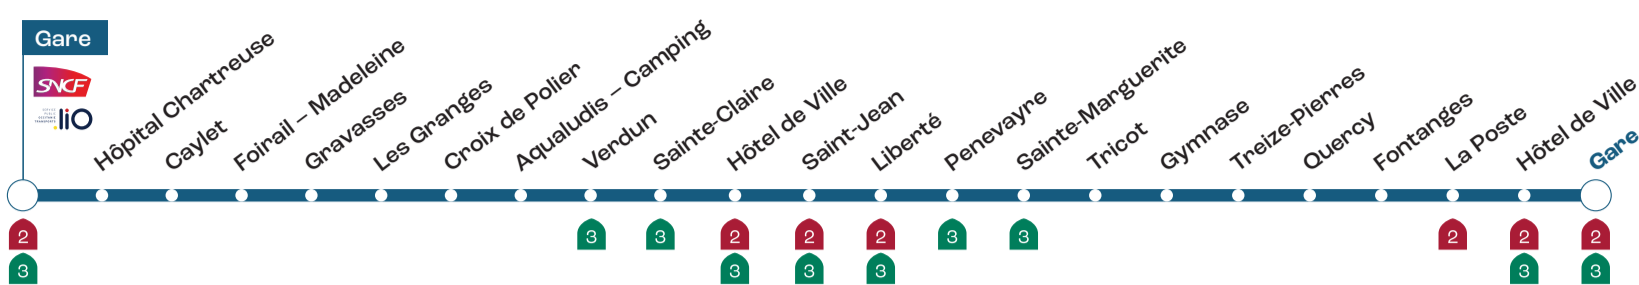 Gare
SNCF
liO
Hôpital Chartreuse
Caylet
Foirail – Madeleine
Gravasses
Les Granges
Croix de Polier
Aqualudis – Camping
Verdun
Sainte-Claire
Hôtel de Ville
Saint-Jean
Liberté
Penevayre
Sainte-Marguerite
Tricot
Gymnase
Treize-Pierres
Quercy
Fontanges
La Poste
Hôtel de Ville
Gare
2 3 3 2 2 2 3 3 2 2 2
3 3 3 3 3 3